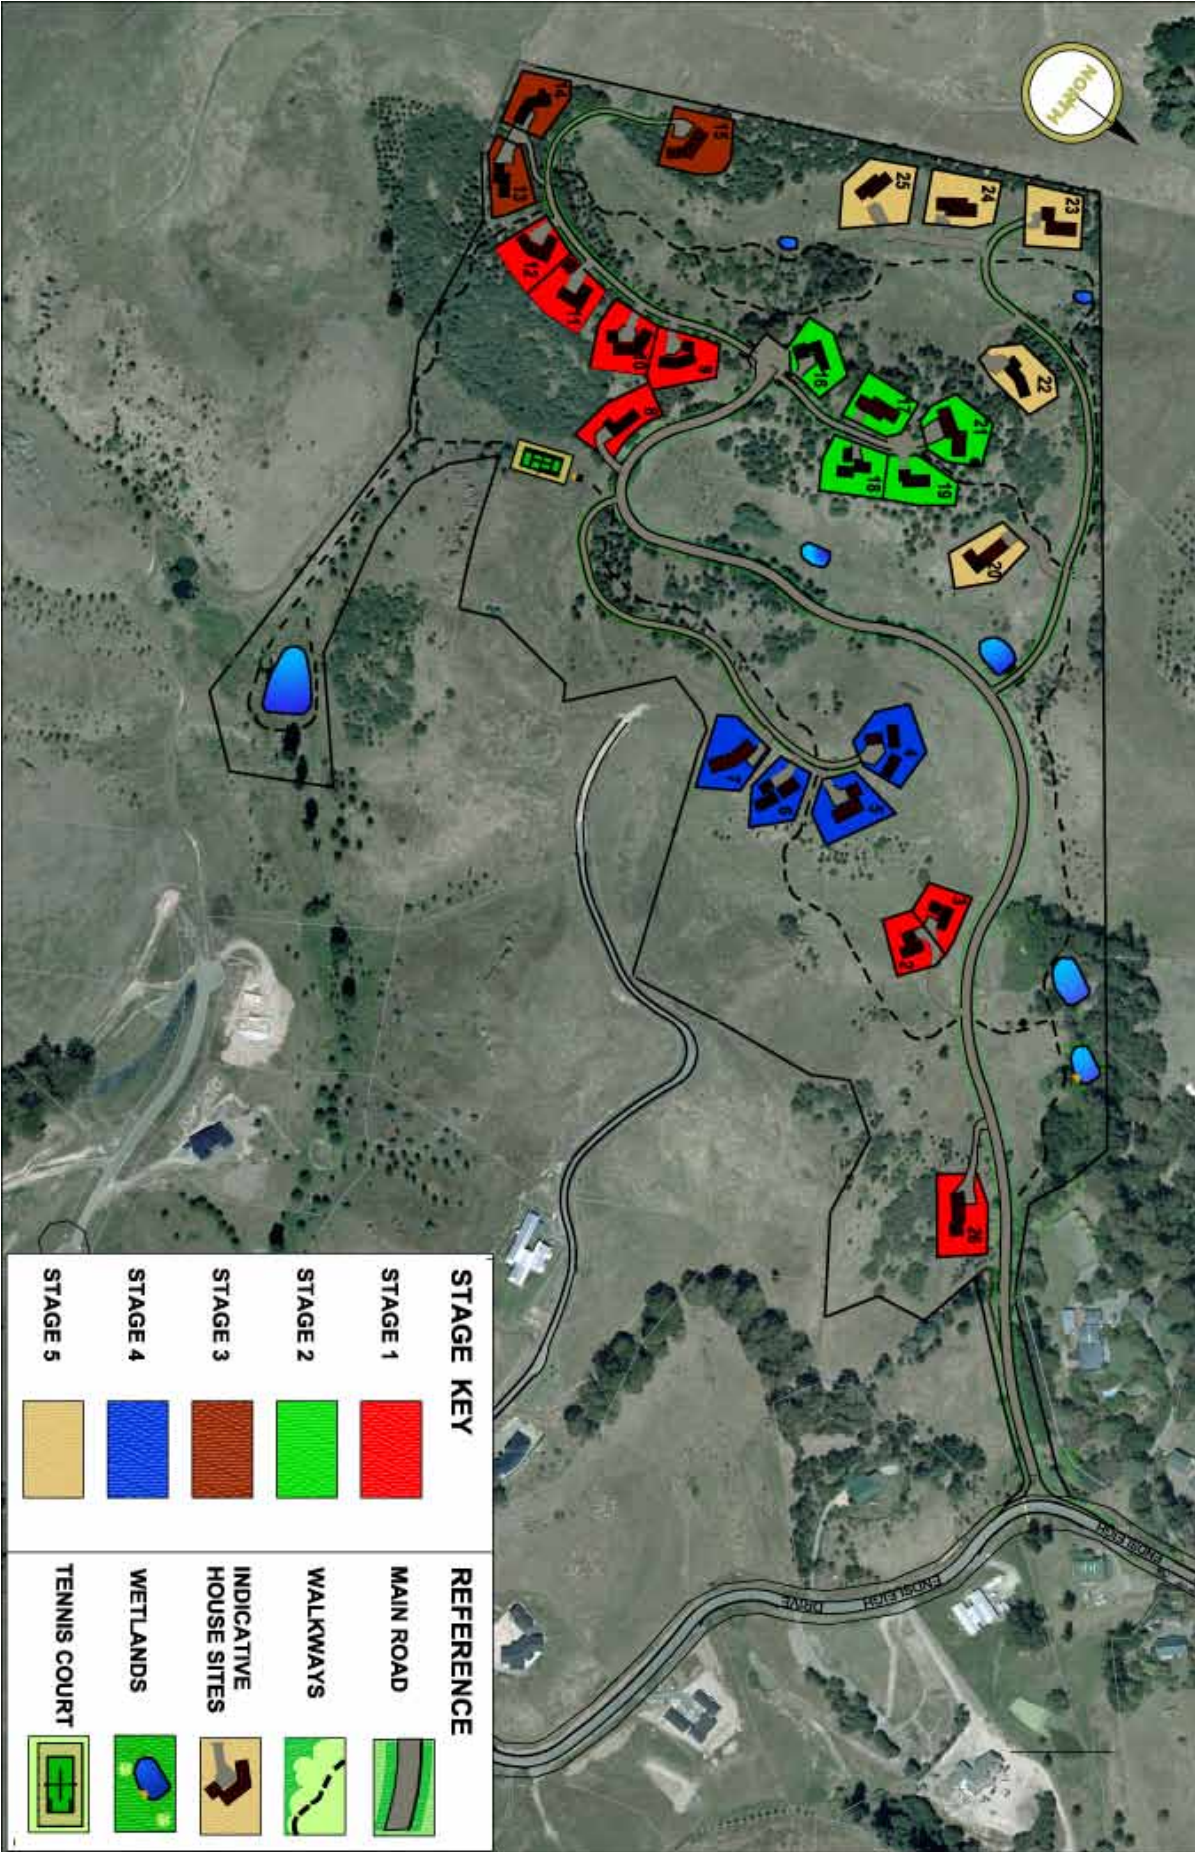 NORTH
14
15
13
12
11
10
9
8
25
24
23
22
16
17
21
18
19
20
4
5
6
7
3
2
26
ENDSLEIGH
DRIVE
ENDSLEIGH
STAGE KEY
STAGE 1
STAGE 2
STAGE 3
STAGE 4
STAGE 5
REFERENCE
MAIN ROAD
WALKWAYS
INDICATIVE
HOUSE SITES
WETLANDS
TENNIS COURT